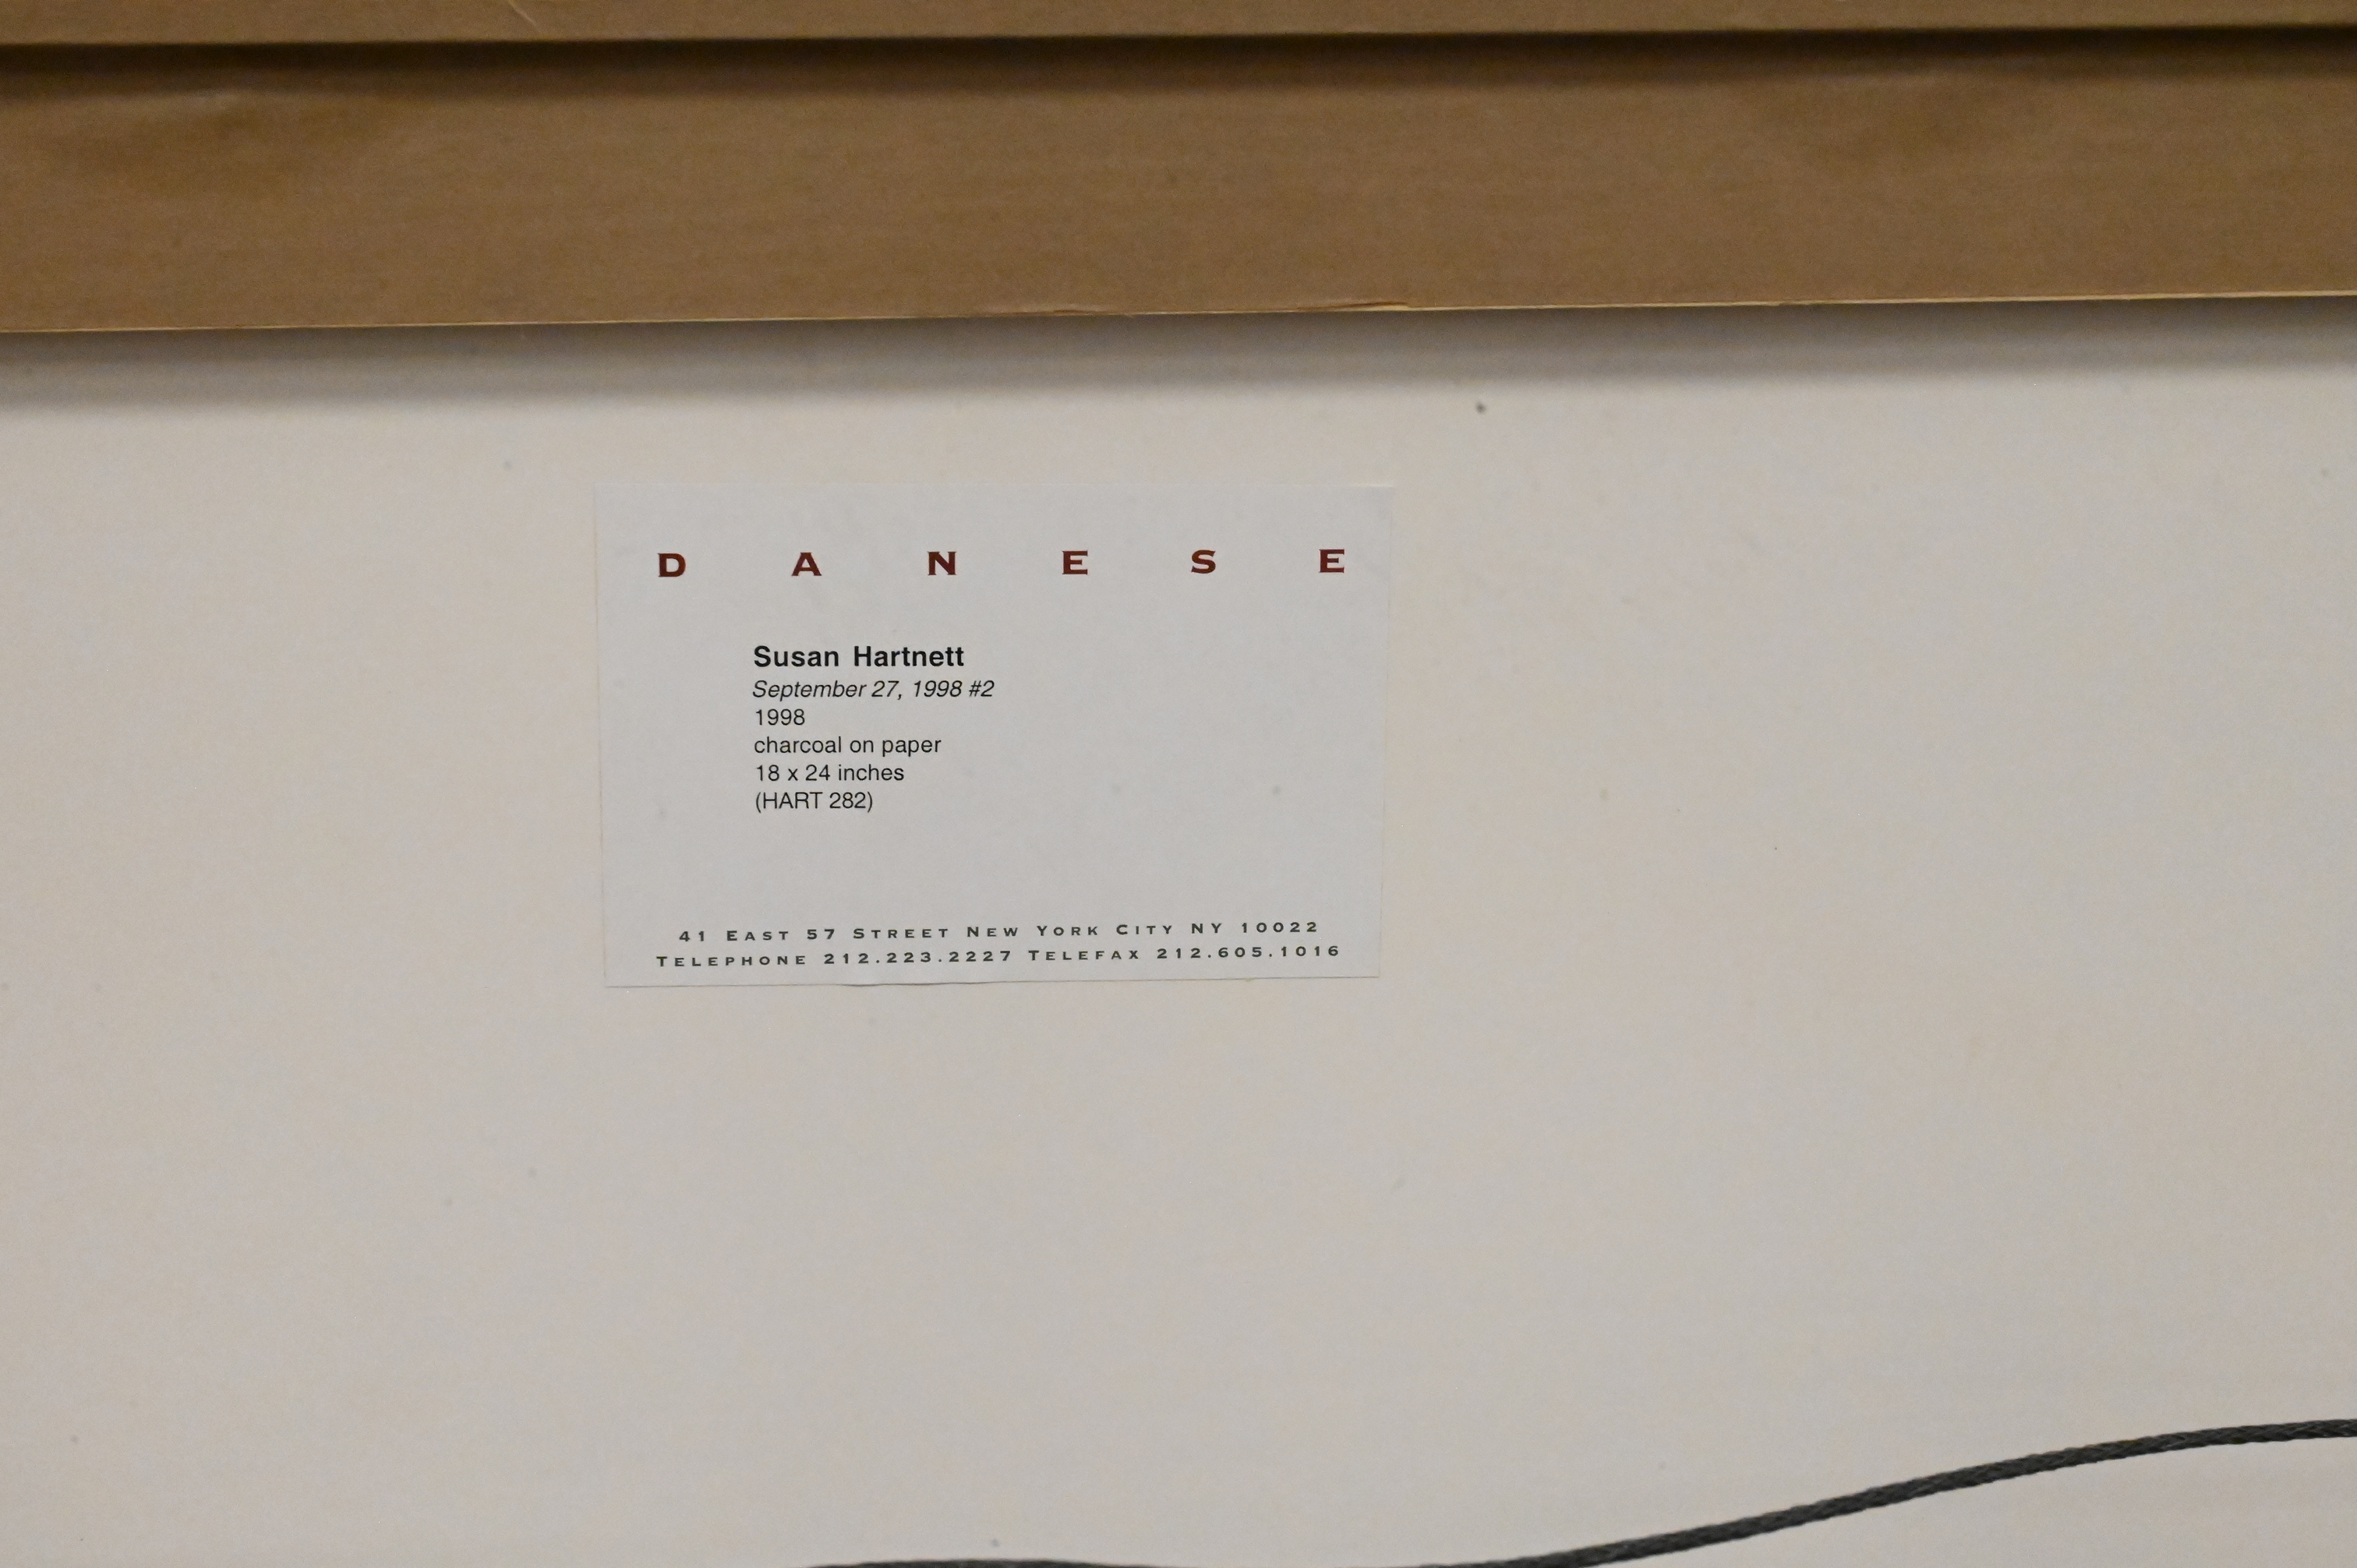 DANESE
Susan Hartnett
September 27, 1998 #2
1998
charcoal on paper
18 x 24 inches
(HART 282)
41 East 57 Street New York City NY 10022
Telephone 212.223.2227 Telefax 212.605.1016